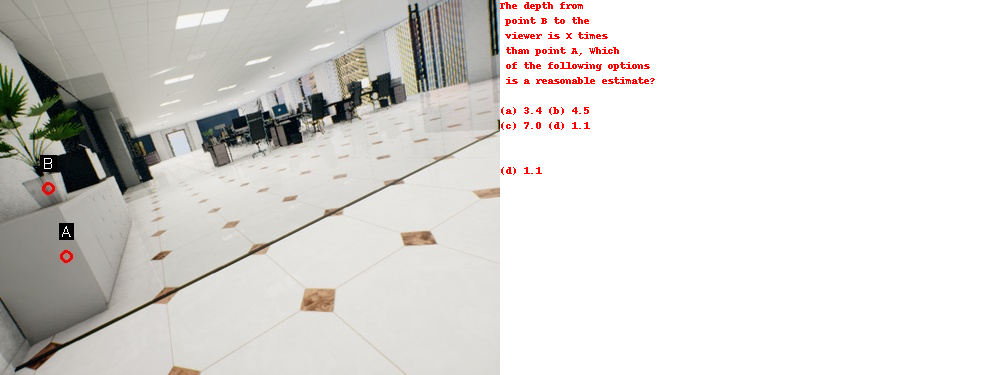 B
A
The depth from
point B to the
viewer is X times
than point A, Which
of the following options
is a reasonable estimate?
(a) 3.4 (b) 4.5
(c) 7.0 (d) 1.1
(d) 1.1